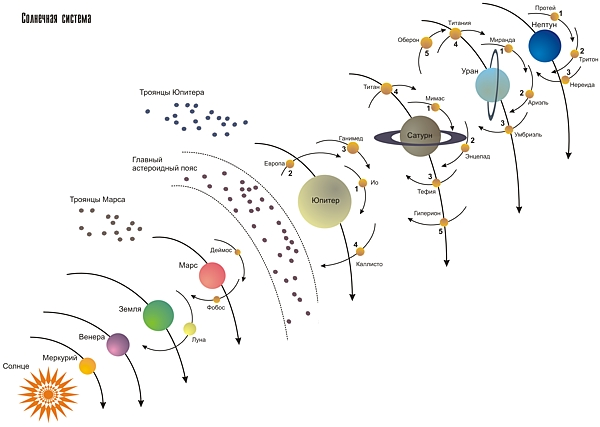 Солнечная система
Протей
1
Нептун
2
Тритон
3
Нереида
Титания
4
Оберон
5
Миранда
1
Уран
2
Ариэль
3
Умбриэль
Титан
4
Мимас
1
Сатурн
2
Энцелад
3
Тефия
Гиперион
5
Троянцы Юпитера
Главный
астероидный пояс
Ганимед
3
Европа
2
1
Ио
Юпитер
4
Каллисто
Троянцы Марса
Деймос
Марс
Фобос
Земля
Луна
Венера
Меркурий
Солнце